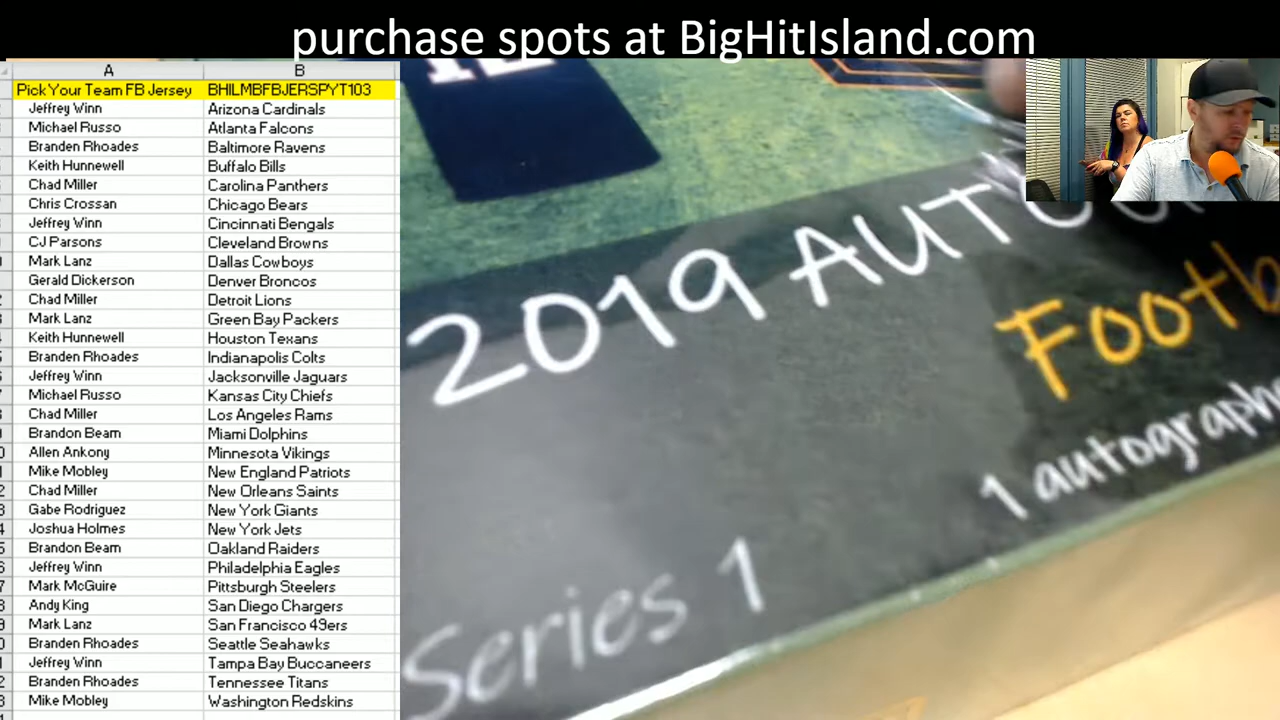 purchase spots at BigHitIsland.com
A B
Pick Your Team FB Jersey BHILMBFBJERSPYT103
Jeffrey Winn Arizona Cardinals
Michael Russo Atlanta Falcons
Branden Rhoades Baltimore Ravens
Keith Hunnewell Buffalo Bills
Chad Miller Carolina Panthers
Chris Crossan Chicago Bears
Jeffrey Winn Cincinnati Bengals
CJ Parsons Cleveland Browns
Mark Lanz Dallas Cowboys
Gerald Dickerson Denver Broncos
Chad Miller Detroit Lions
Mark Lanz Green Bay Packers
Keith Hunnewell Houston Texans
Branden Rhoades Indianapolis Colts
Jeffrey Winn Jacksonville Jaguars
Michael Russo Kansas City Chiefs
Chad Miller Los Angeles Rams
Brandon Beam Miami Dolphins
Allen Ankony Minnesota Vikings
Mike Mobley New England Patriots
Chad Miller New Orleans Saints
Gabe Rodriguez New York Giants
Joshua Holmes New York Jets
Brandon Beam Oakland Raiders
Jeffrey Winn Philadelphia Eagles
Mark McGuire Pittsburgh Steelers
Andy King San Diego Chargers
Mark Lanz San Francisco 49ers
Branden Rhoades Seattle Seahawks
Jeffrey Winn Tampa Bay Buccaneers
Branden Rhoades Tennessee Titans
Mike Mobley Washington Redskins
2019
Footb
1 autograph
Series 1